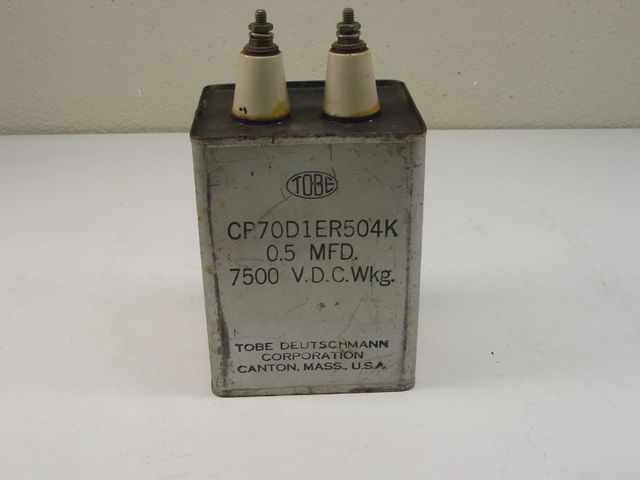 TOBE
CP70D1ER504K
0.5 MFD.
7500 V.D.C.Wkg.
TOBE DEUTSCHMANN
CORPORATION
CANTON, MASS., U.S.A.